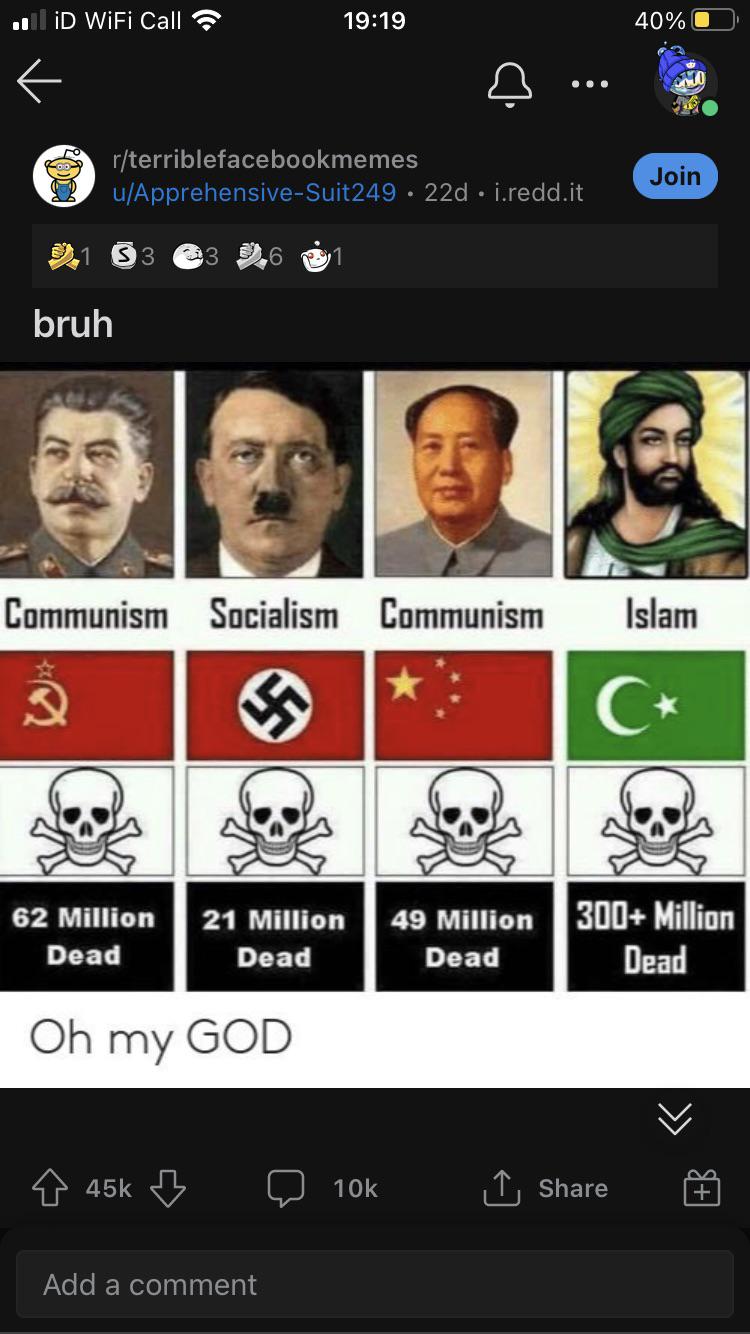 iD WiFi Call 19:19 40%
r/terriblefacebookmemes
u/Apprehensive-Suit249 • 22d • i.redd.it
Join
1 S 3 3 6 1
bruh
Communism Socialism Communism Islam
62 Million Dead
21 Million Dead
49 Million Dead
300+ Million Dead
Oh my GOD
45k 10k Share
Add a comment